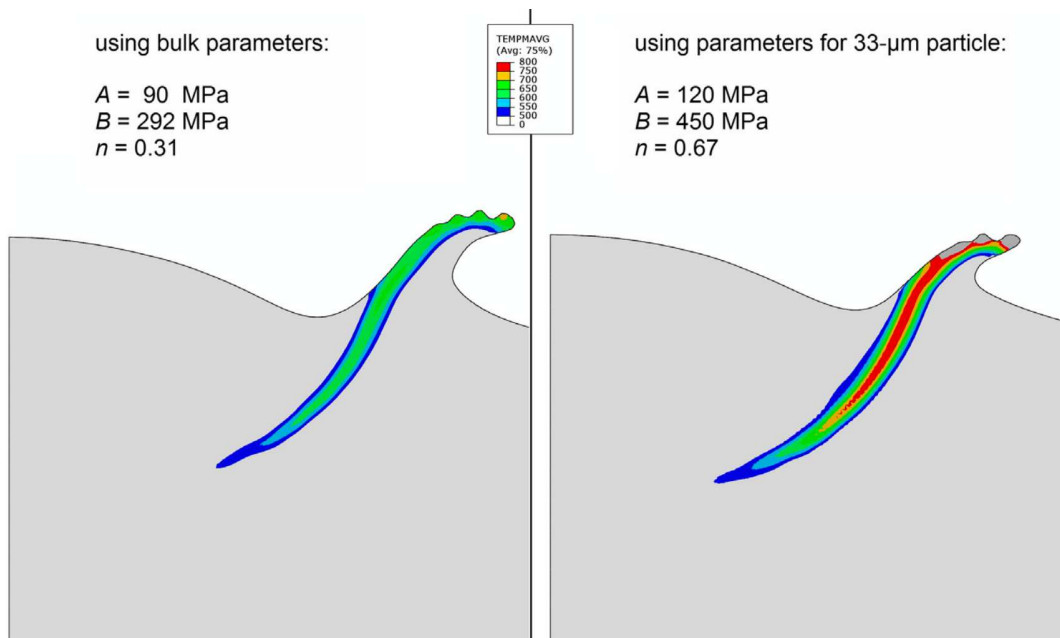 using bulk parameters:
A = 90 MPa
B = 292 MPa
n = 0.31
TEMPMAVG
(Avg: 75%)
800
750
700
650
600
550
500
0
using parameters for 33-µm particle:
A = 120 MPa
B = 450 MPa
n = 0.67